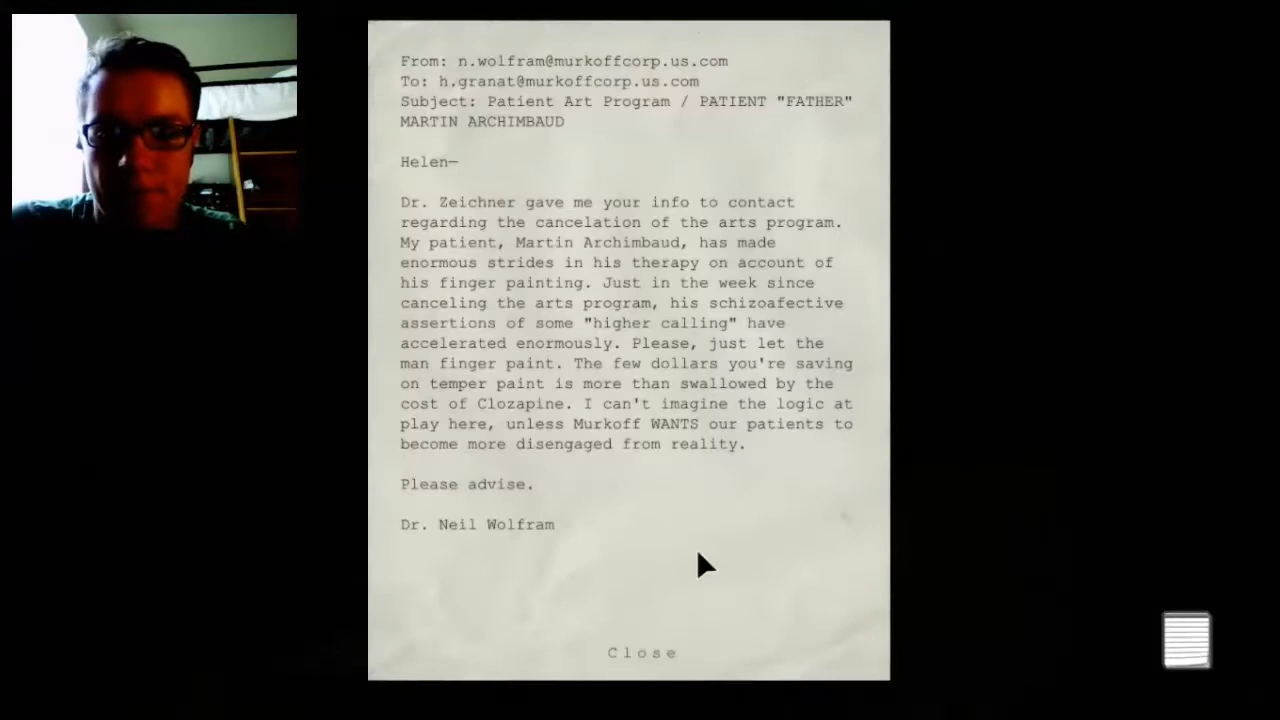 From: n.wolfram@murkoffcorp.us.com
To: h.granat@murkoffcorp.us.com
Subject: Patient Art Program / PATIENT "FATHER"
MARTIN ARCHIMBAUD
Helen—
Dr. Zeichner gave me your info to contact
regarding the cancelation of the arts program.
My patient, Martin Archimbaud, has made
enormous strides in his therapy on account of
his finger painting. Just in the week since
canceling the arts program, his schizoafective
assertions of some "higher calling" have
accelerated enormously. Please, just let the
man finger paint. The few dollars you're saving
on temper paint is more than swallowed by the
cost of Clozapine. I can't imagine the logic at
play here, unless Murkoff WANTS our patients to
become more disengaged from reality.
Please advise.
Dr. Neil Wolfram
Close